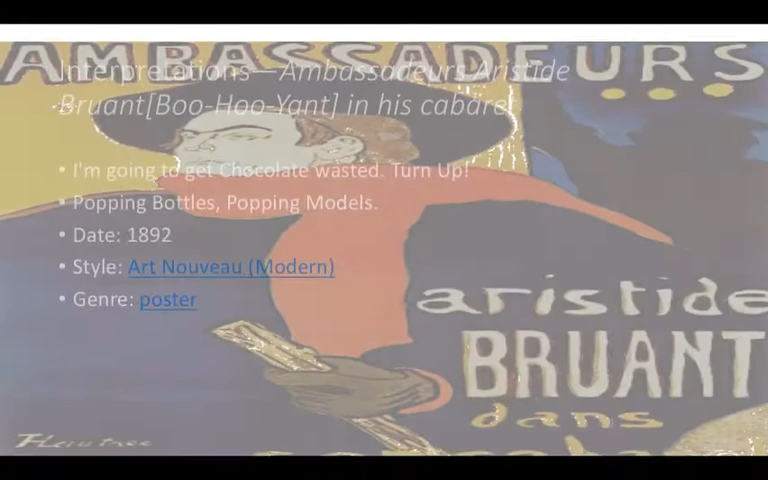 AMBASSADEURS
Interpretations—Ambassadeurs Aristide
Bruant[Boo-Hoo-Yant] in his cabaret
• I'm going to get Chocolate wasted. Turn Up!
• Popping Bottles, Popping Models.
• Date: 1892
• Style: Art Nouveau (Modern)
• Genre: poster
aristide
BRUANT
dans